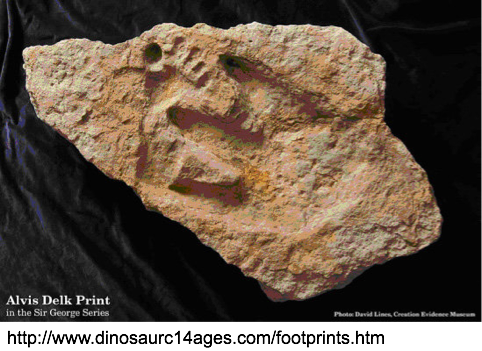 Alvis Delk Print
in the Sir George Series
Photo: David Lines, Creation Evidence Museum
http://www.dinosaurc14ages.com/footprints.htm